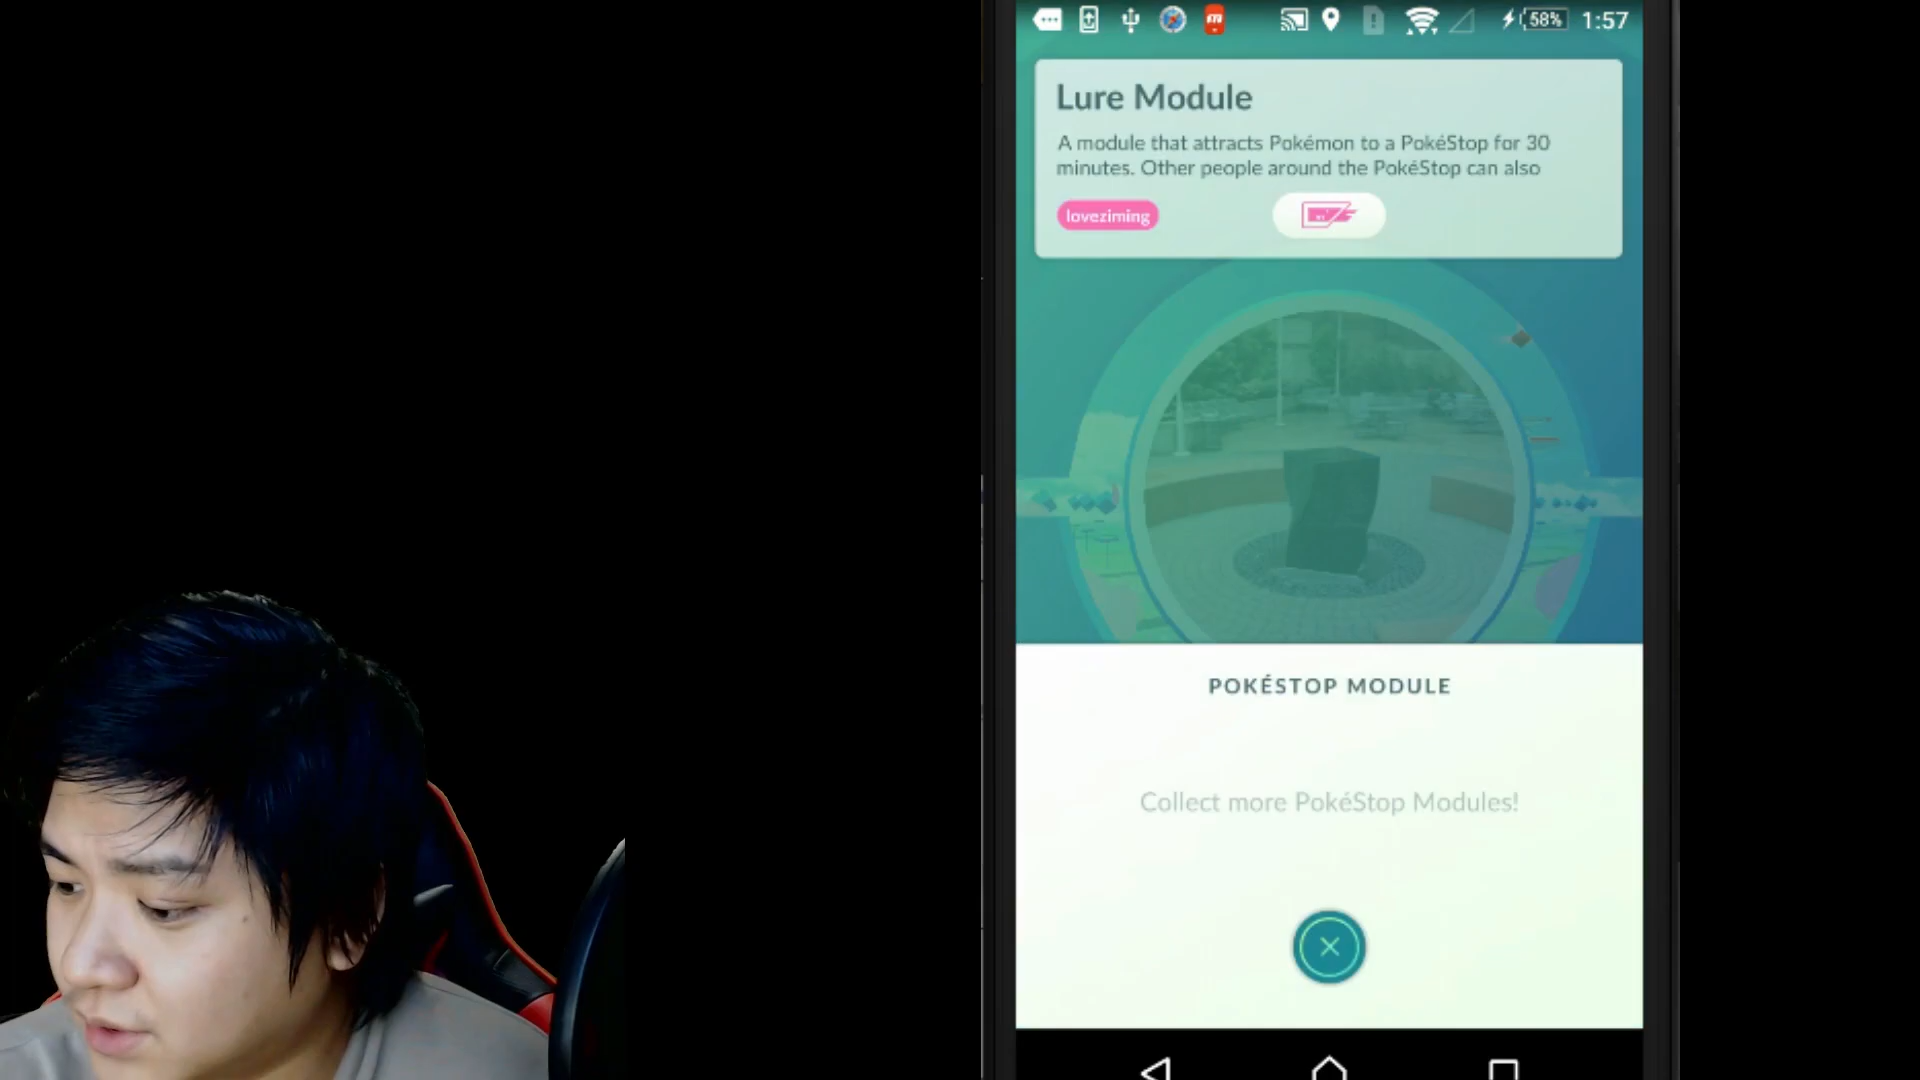 58% 1:57
Lure Module
A module that attracts Pokémon to a PokéStop for 30
minutes. Other people around the PokéStop can also
loveziming
POKÉSTOP MODULE
Collect more PokéStop Modules!